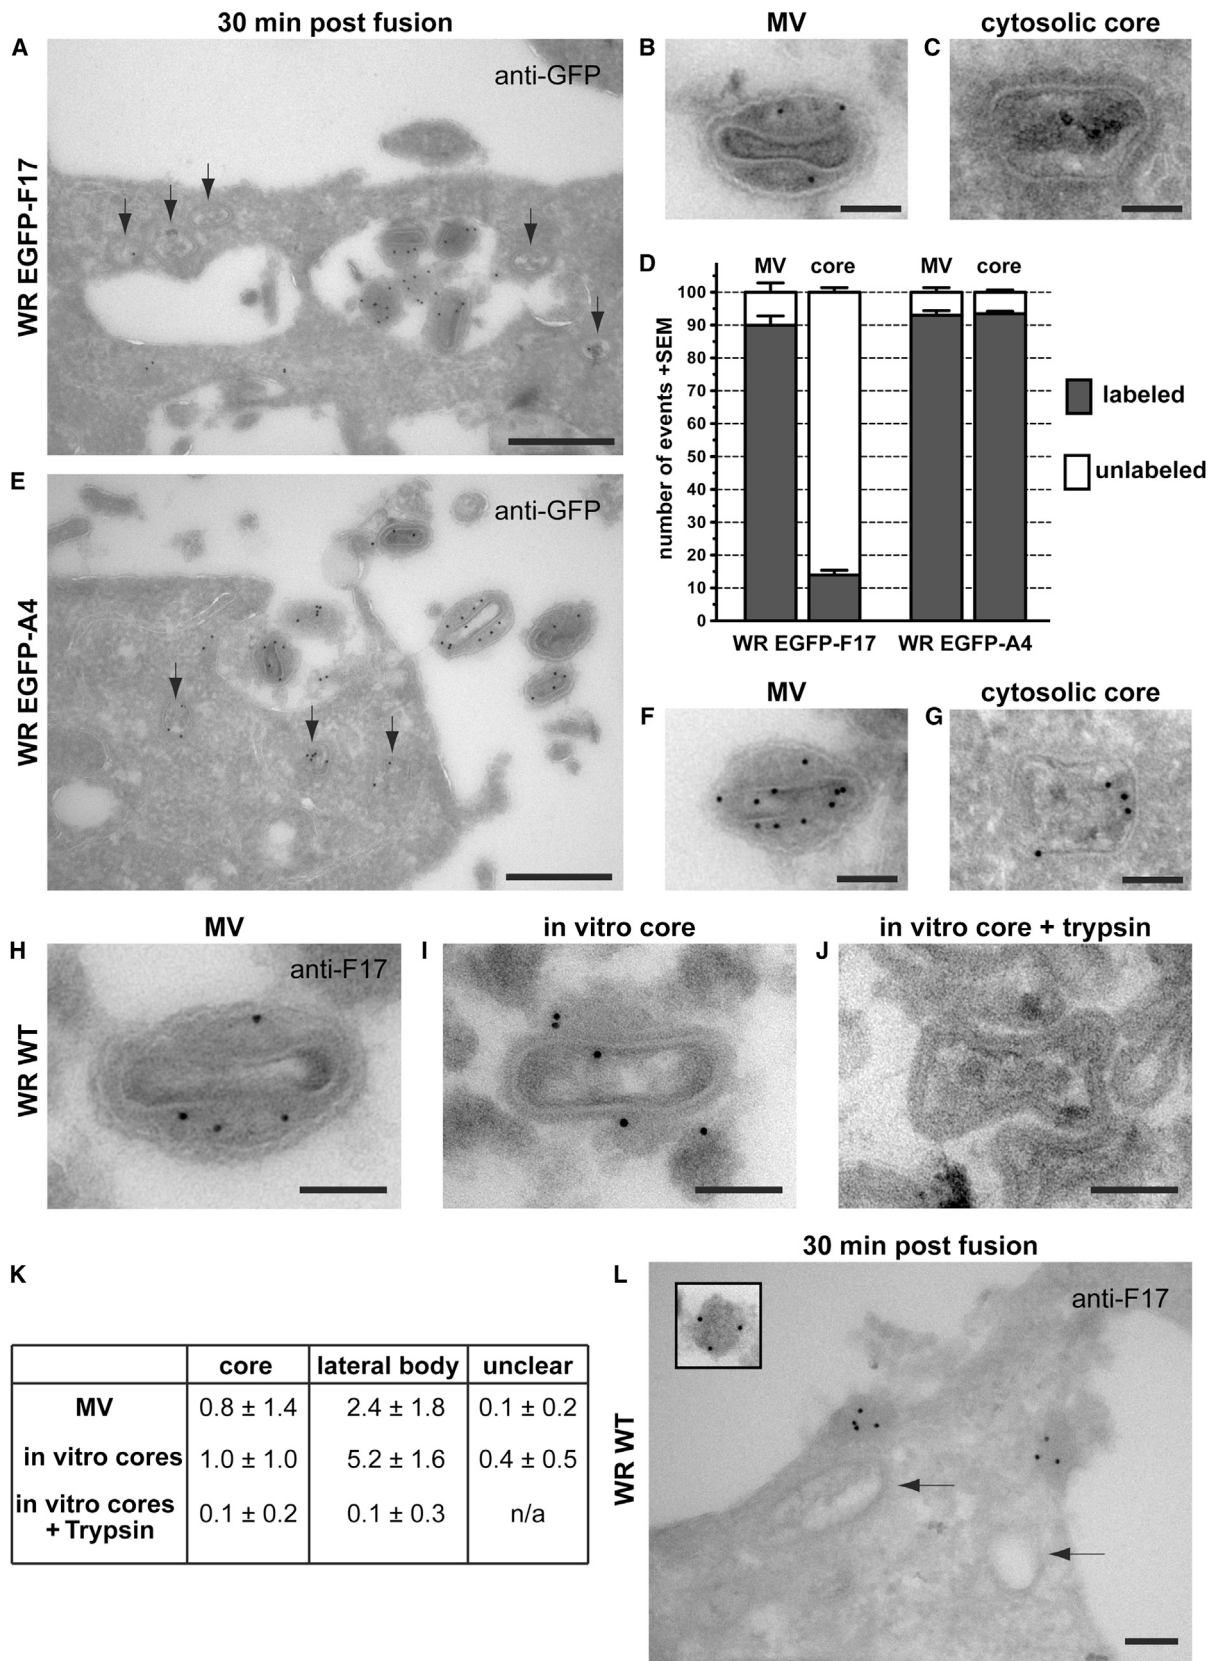 30 min post fusion
A
anti-GFP
WR EGFP-F17
MV
B
cytosolic core
C
D
MV core MV core
100
90
80
70
60
50
40
30
20
10
0
number of events +SEM
WR EGFP-F17 WR EGFP-A4
labeled
unlabeled
E
anti-GFP
WR EGFP-A4
MV
F
cytosolic core
G
MV
H
anti-F17
WR WT
in vitro core
I
in vitro core + trypsin
J
K
core lateral body unclear
MV 0.8 ± 1.4 2.4 ± 1.8 0.1 ± 0.2
in vitro cores 1.0 ± 1.0 5.2 ± 1.6 0.4 ± 0.5
in vitro cores
+ Trypsin 0.1 ± 0.2 0.1 ± 0.3 n/a
30 min post fusion
L
anti-F17
WR WT